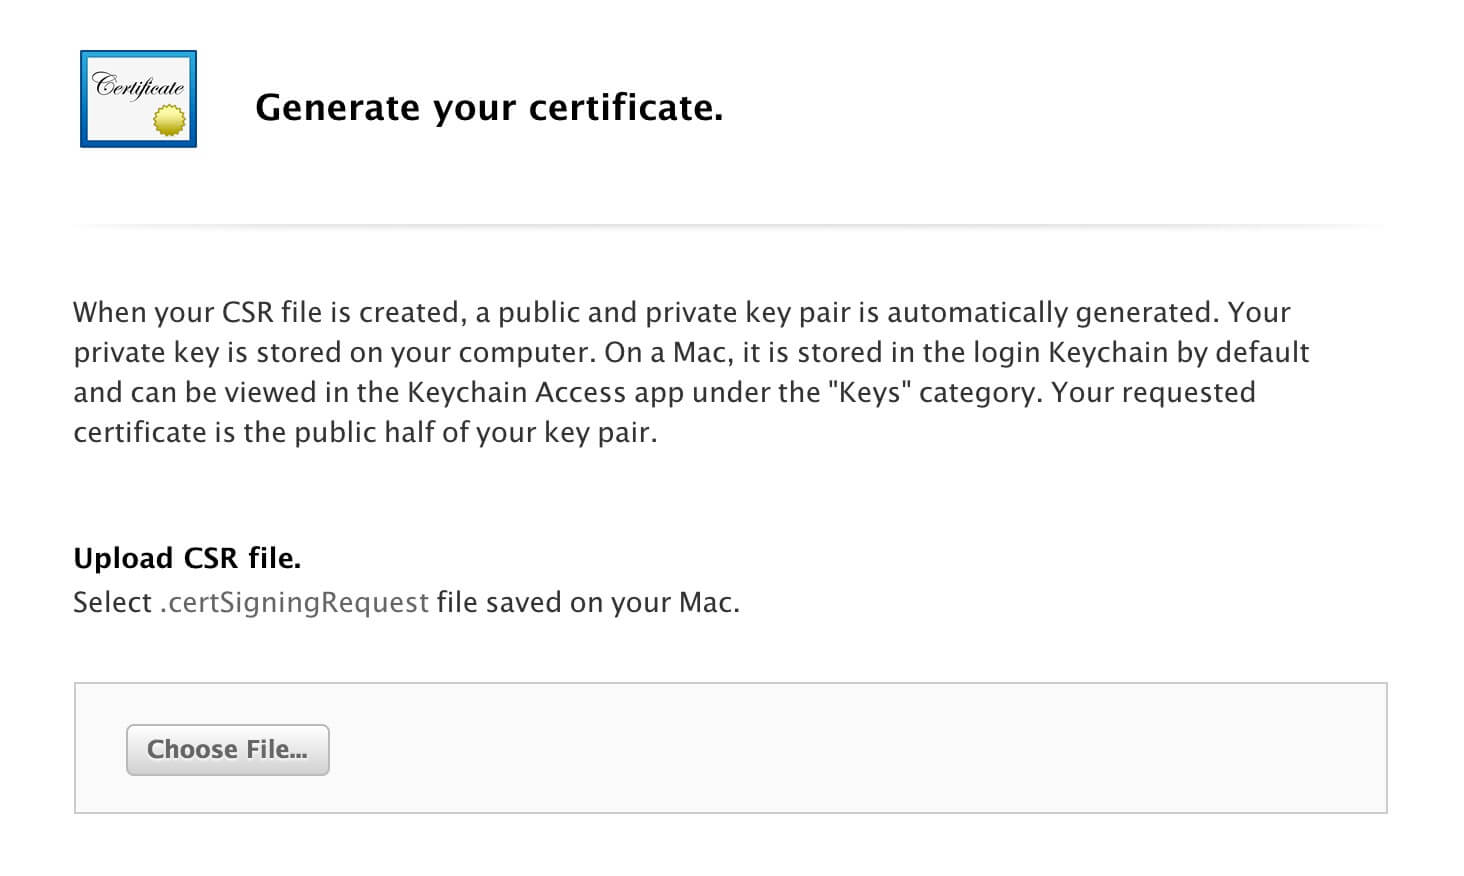 Certificate
Generate your certificate.
When your CSR file is created, a public and private key pair is automatically generated. Your
private key is stored on your computer. On a Mac, it is stored in the login Keychain by default
and can be viewed in the Keychain Access app under the "Keys" category. Your requested
certificate is the public half of your key pair.
Upload CSR file.
Select .certSigningRequest file saved on your Mac.
Choose File...